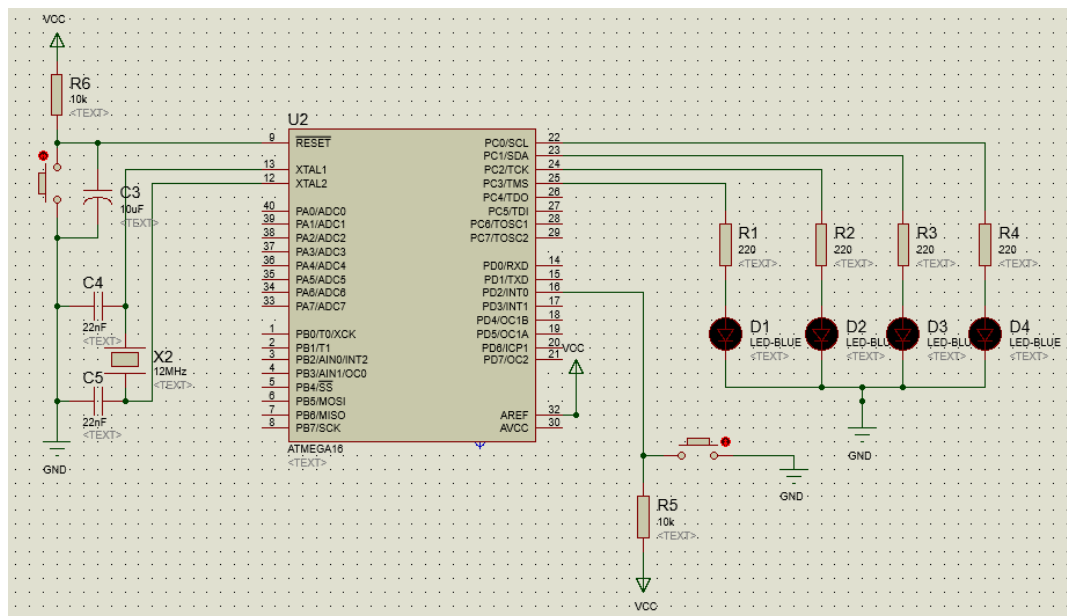 VCC
R6
10k
<TEXT>
C3
10uF
<TEXT>
C4
22nF
<TEXT>
X2
12MHz
<TEXT>
C5
22nF
<TEXT>
GND
U2
9 RESET
13 XTAL1
12 XTAL2
40 PA0/ADC0
39 PA1/ADC1
38 PA2/ADC2
37 PA3/ADC3
36 PA4/ADC4
35 PA5/ADC5
34 PA6/ADC6
33 PA7/ADC7
1 PB0/T0/XCK
2 PB1/T1
3 PB2/AIN0/INT2
4 PB3/AIN1/OC0
5 PB4/SS
6 PB5/MOSI
7 PB6/MISO
8 PB7/SCK
PC0/SCL 22
PC1/SDA 23
PC2/TCK 24
PC3/TMS 25
PC4/TDO 26
PC5/TDI 27
PC6/TOSC1 28
PC7/TOSC2 29
PD0/RXD 14
PD1/TXD 15
PD2/INT0 16
PD3/INT1 17
PD4/OC1B 18
PD5/OC1A 19
PD6/ICP1 20
PD7/OC2 21
AREF 32
AVCC 30
ATMEGA16
<TEXT>
VCC
R1
220
<TEXT>
R2
220
<TEXT>
R3
220
<TEXT>
R4
220
<TEXT>
D1
LED-BLUE
<TEXT>
D2
LED-BLUE
<TEXT>
D3
LED-BLUE
<TEXT>
D4
LED-BLUE
<TEXT>
GND
GND
R5
10k
<TEXT>
VCC